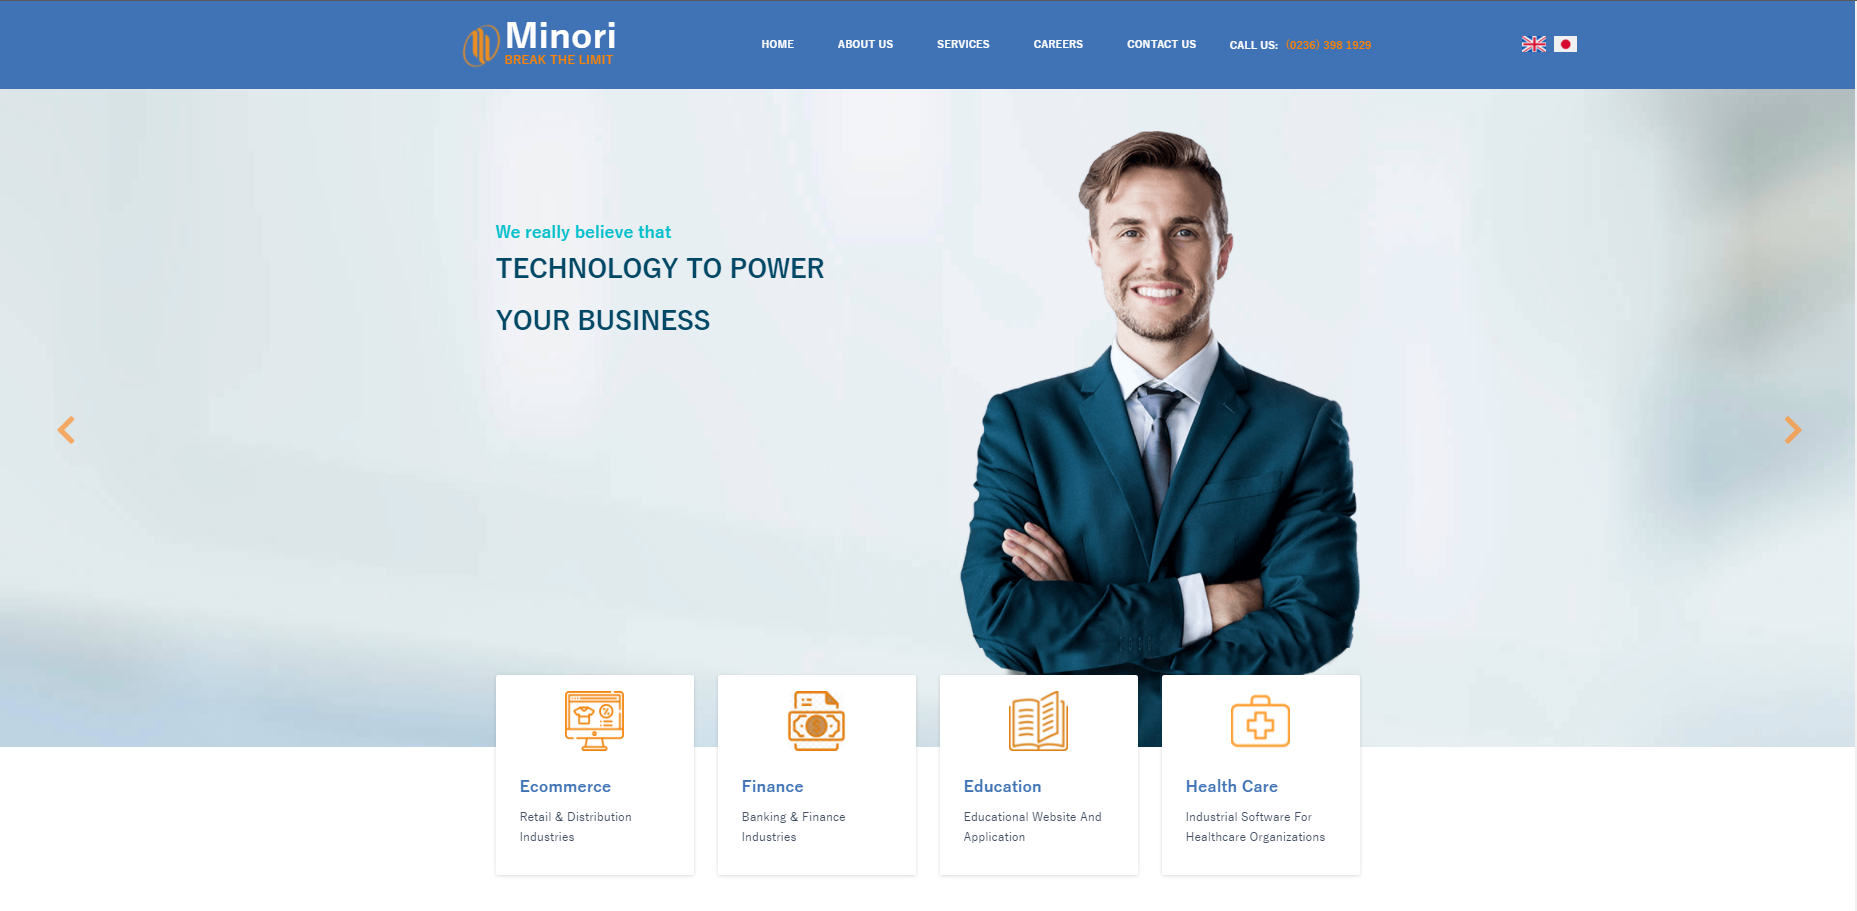 Minori
BREAK THE LIMIT
HOME
ABOUT US
SERVICES
CAREERS
CONTACT US
CALL US: (0236) 398 1929
We really believe that
TECHNOLOGY TO POWER
YOUR BUSINESS
Ecommerce
Retail & Distribution
Industries
Finance
Banking & Finance
Industries
Education
Educational Website And
Application
Health Care
Industrial Software For
Healthcare Organizations